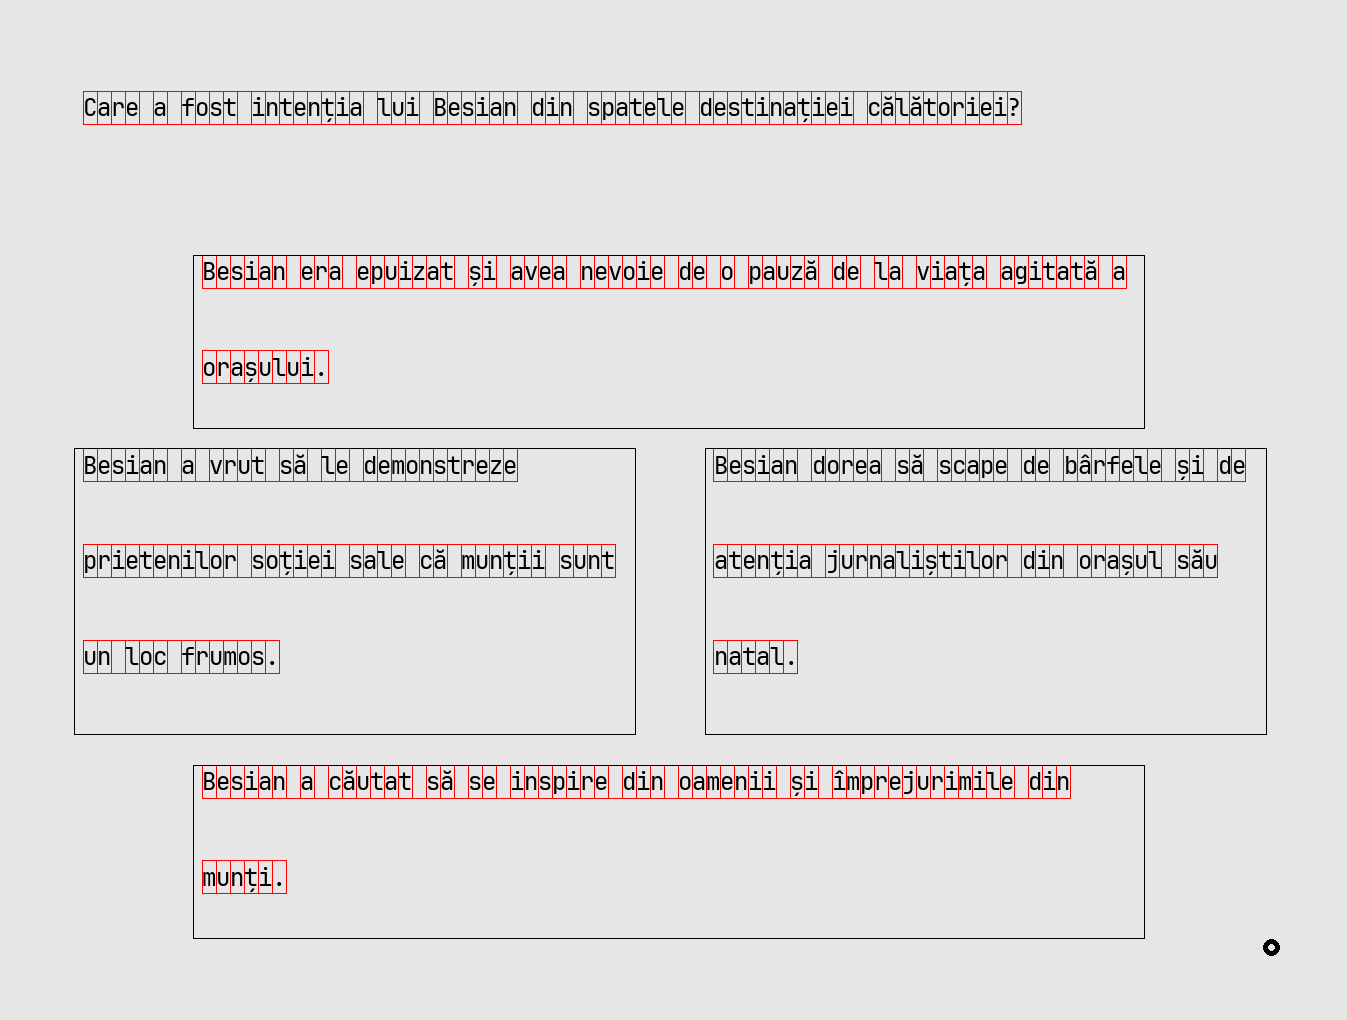 Care a fost intenția lui Besian din spatele destinației călătoriei?
Besian era epuizat și avea nevoie de o pauză de la viața agitată a
orașului.
Besian a vrut să le demonstreze
prietenilor soției sale că munții sunt
un loc frumos.
Besian dorea să scape de bârfele și de
atenția jurnaliștilor din orașul său
natal.
Besian a căutat să se inspire din oamenii și împrejurimile din
munți.